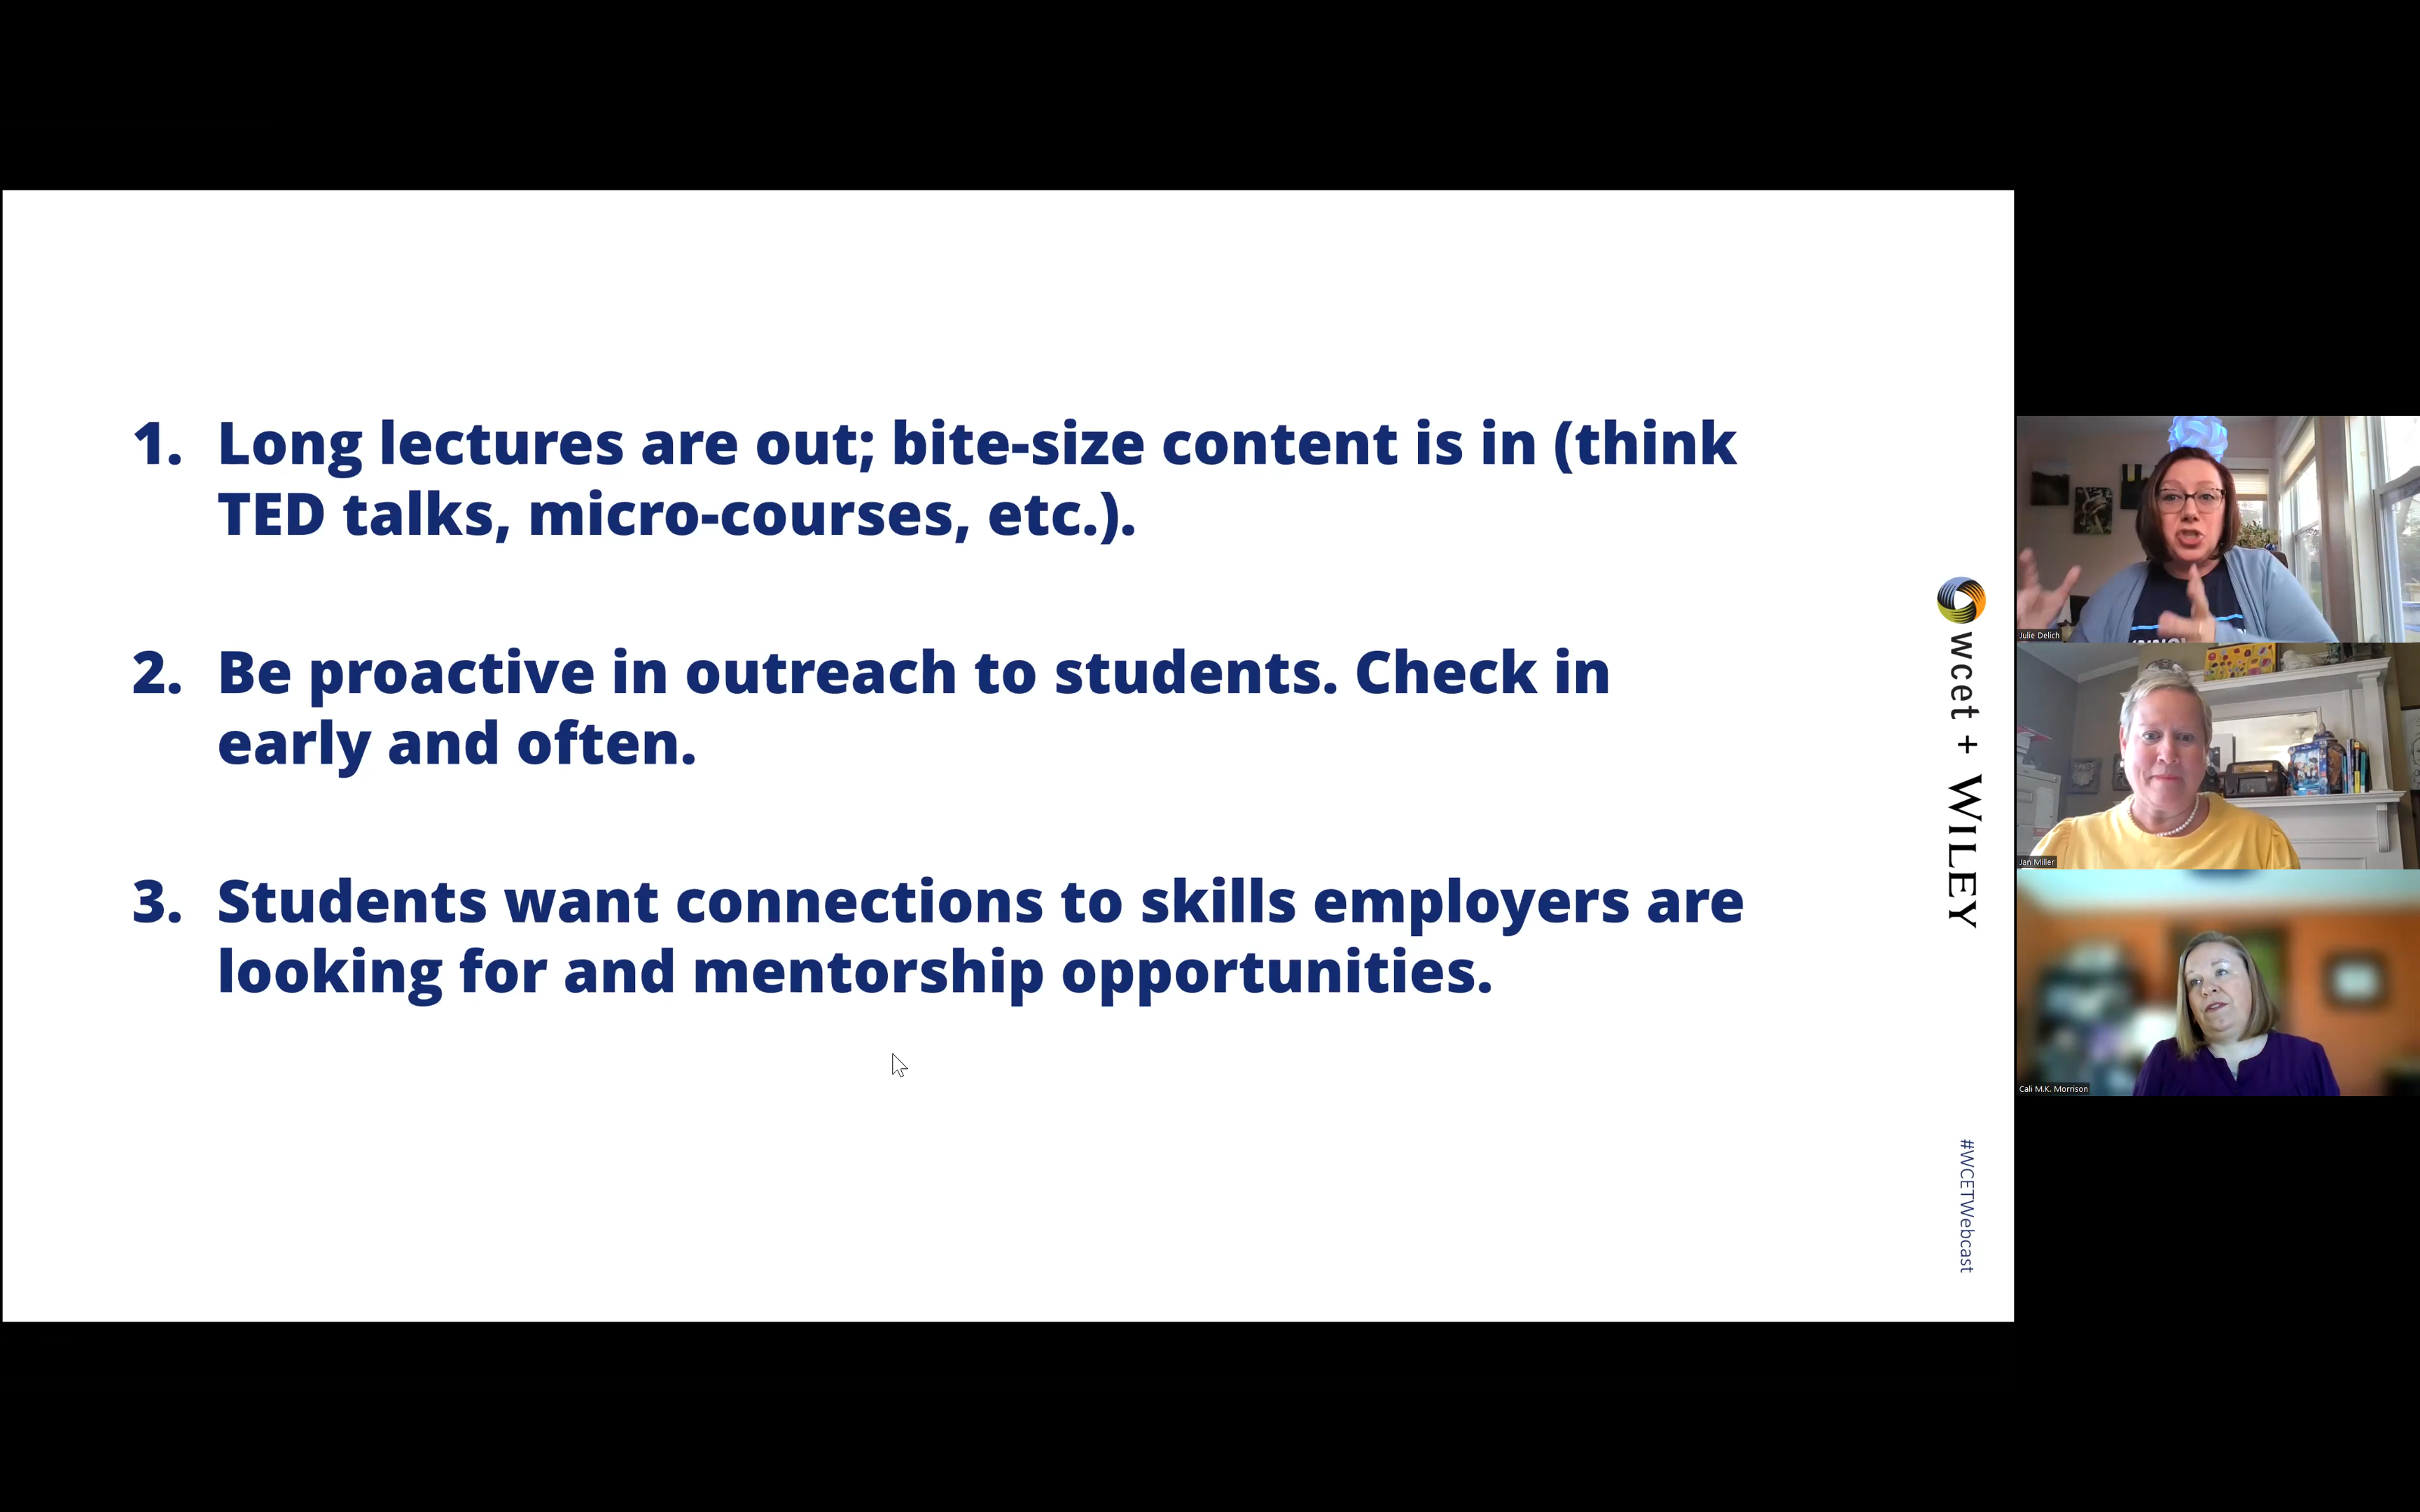 1. Long lectures are out; bite-size content is in (think
TED talks, micro-courses, etc.).
2. Be proactive in outreach to students. Check in
early and often.
3. Students want connections to skills employers are
looking for and mentorship opportunities.
wcet + WILEY
#WCETWebcast
Julie Delich
Jan Miller
Cali M.K. Morrison